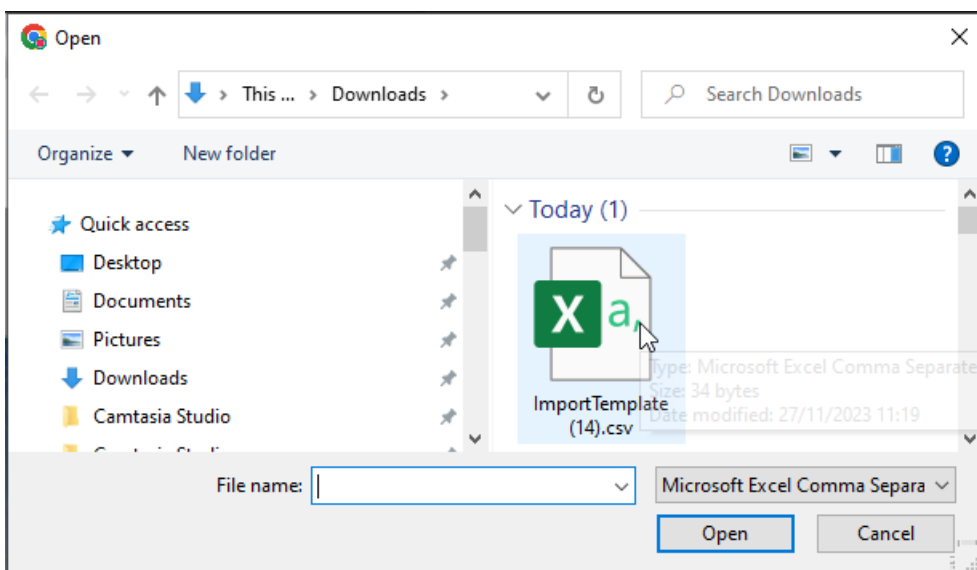 Open
This ... > Downloads >
Search Downloads
Organize
New folder
Quick access
Desktop
Documents
Pictures
Downloads
Camtasia Studio
Today (1)
X a,
ImportTemplate
(14).csv
Type: Microsoft Excel Comma Separate
Size: 34 bytes
Date modified: 27/11/2023 11:19
File name:
Microsoft Excel Comma Separa
Open
Cancel